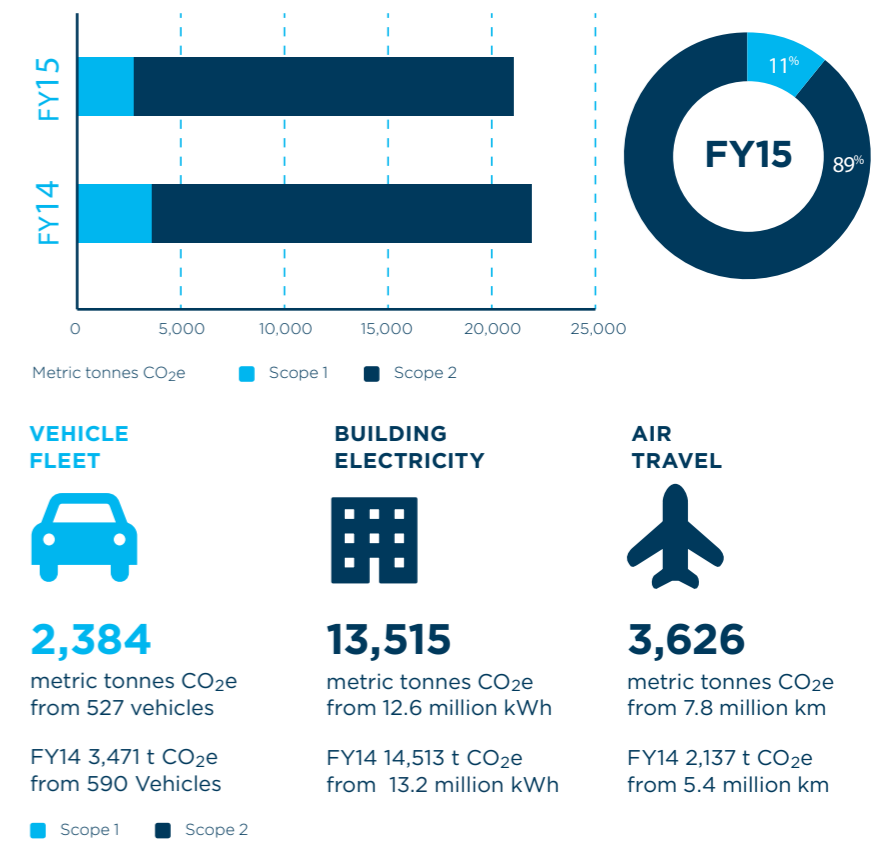 FY15
FY14
0 5,000 10,000 15,000 20,000 25,000
Metric tonnes CO₂e Scope 1 Scope 2
11%
FY15
89%
VEHICLE
FLEET
2,384
metric tonnes CO₂e
from 527 vehicles
FY14 3,471 t CO₂e
from 590 Vehicles
BUILDING
ELECTRICITY
13,515
metric tonnes CO₂e
from 12.6 million kWh
FY14 14,513 t CO₂e
from 13.2 million kWh
AIR
TRAVEL
3,626
metric tonnes CO₂e
from 7.8 million km
FY14 2,137 t CO₂e
from 5.4 million km
Scope 1 Scope 2